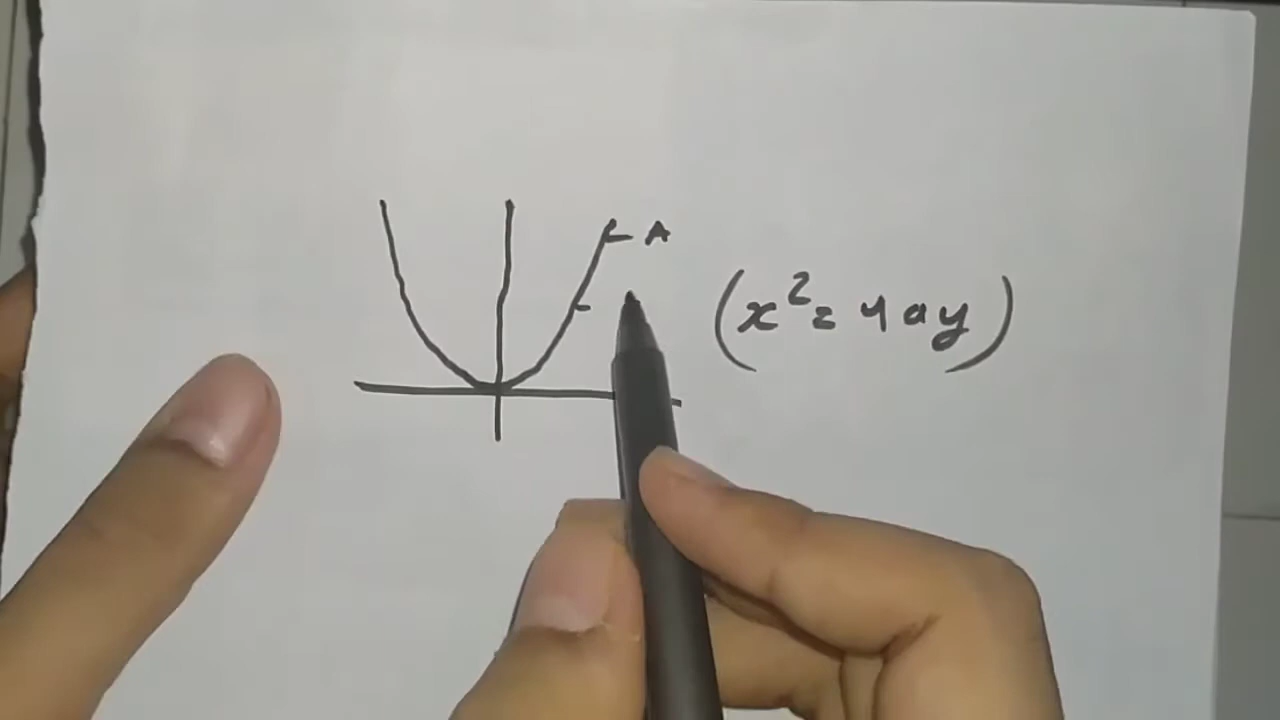 A
(x² = 4ay)